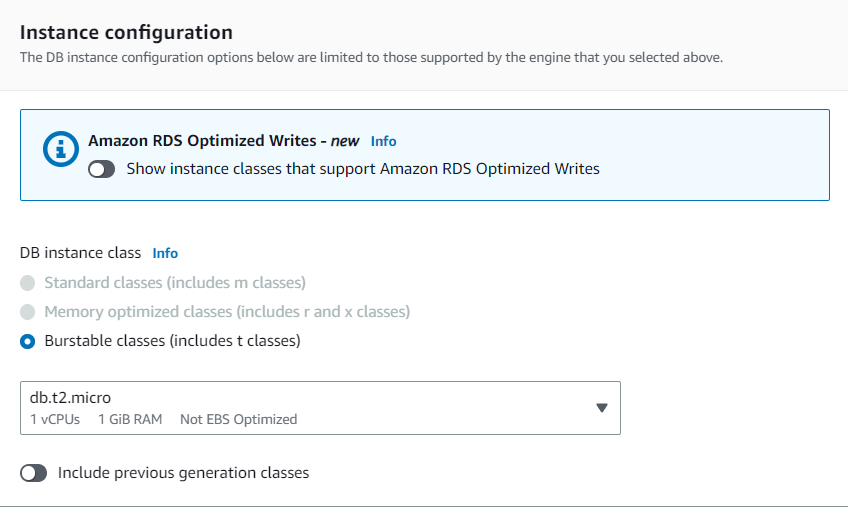 Instance configuration
The DB instance configuration options below are limited to those supported by the engine that you selected above.
Amazon RDS Optimized Writes - new Info
Show instance classes that support Amazon RDS Optimized Writes
DB instance class Info
Standard classes (includes m classes)
Memory optimized classes (includes r and x classes)
Burstable classes (includes t classes)
db.t2.micro
1 vCPUs 1 GiB RAM Not EBS Optimized
Include previous generation classes